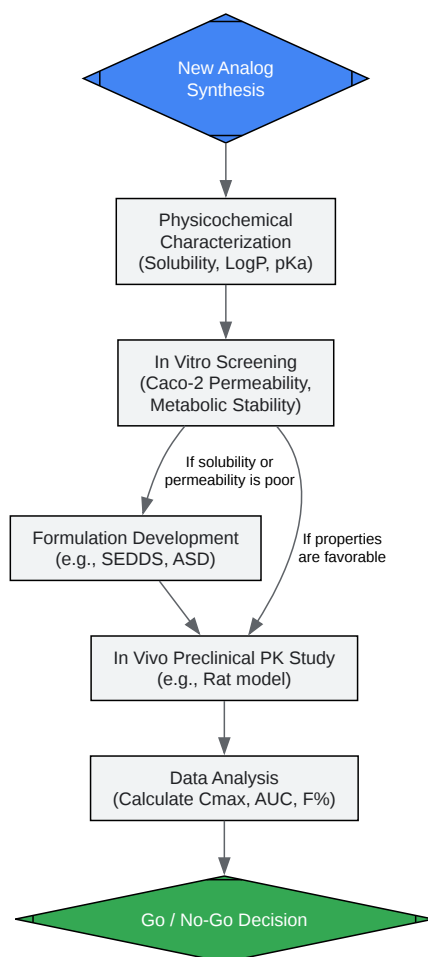 New Analog
Synthesis
Physicochemical
Characterization
(Solubility, LogP, pKa)
In Vitro Screening
(Caco-2 Permeability,
Metabolic Stability)
If solubility or
permeability is poor
Formulation Development
(e.g., SEDDS, ASD)
If properties
are favorable
In Vivo Preclinical PK Study
(e.g., Rat model)
Data Analysis
(Calculate Cmax, AUC, F%)
Go / No-Go Decision